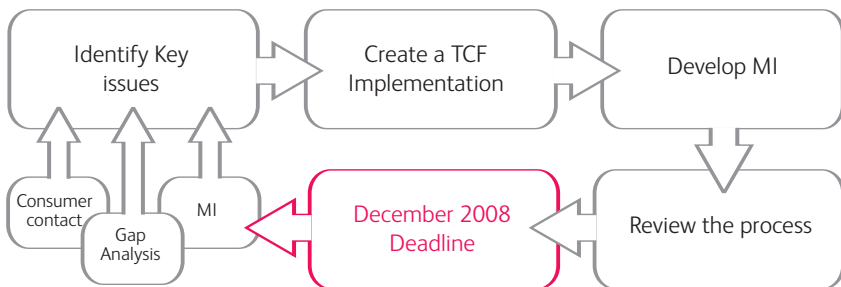 Identify Key
issues
Create a TCF
Implementation
Develop MI
Consumer
contact
Gap
Analysis
MI
December 2008
Deadline
Review the process